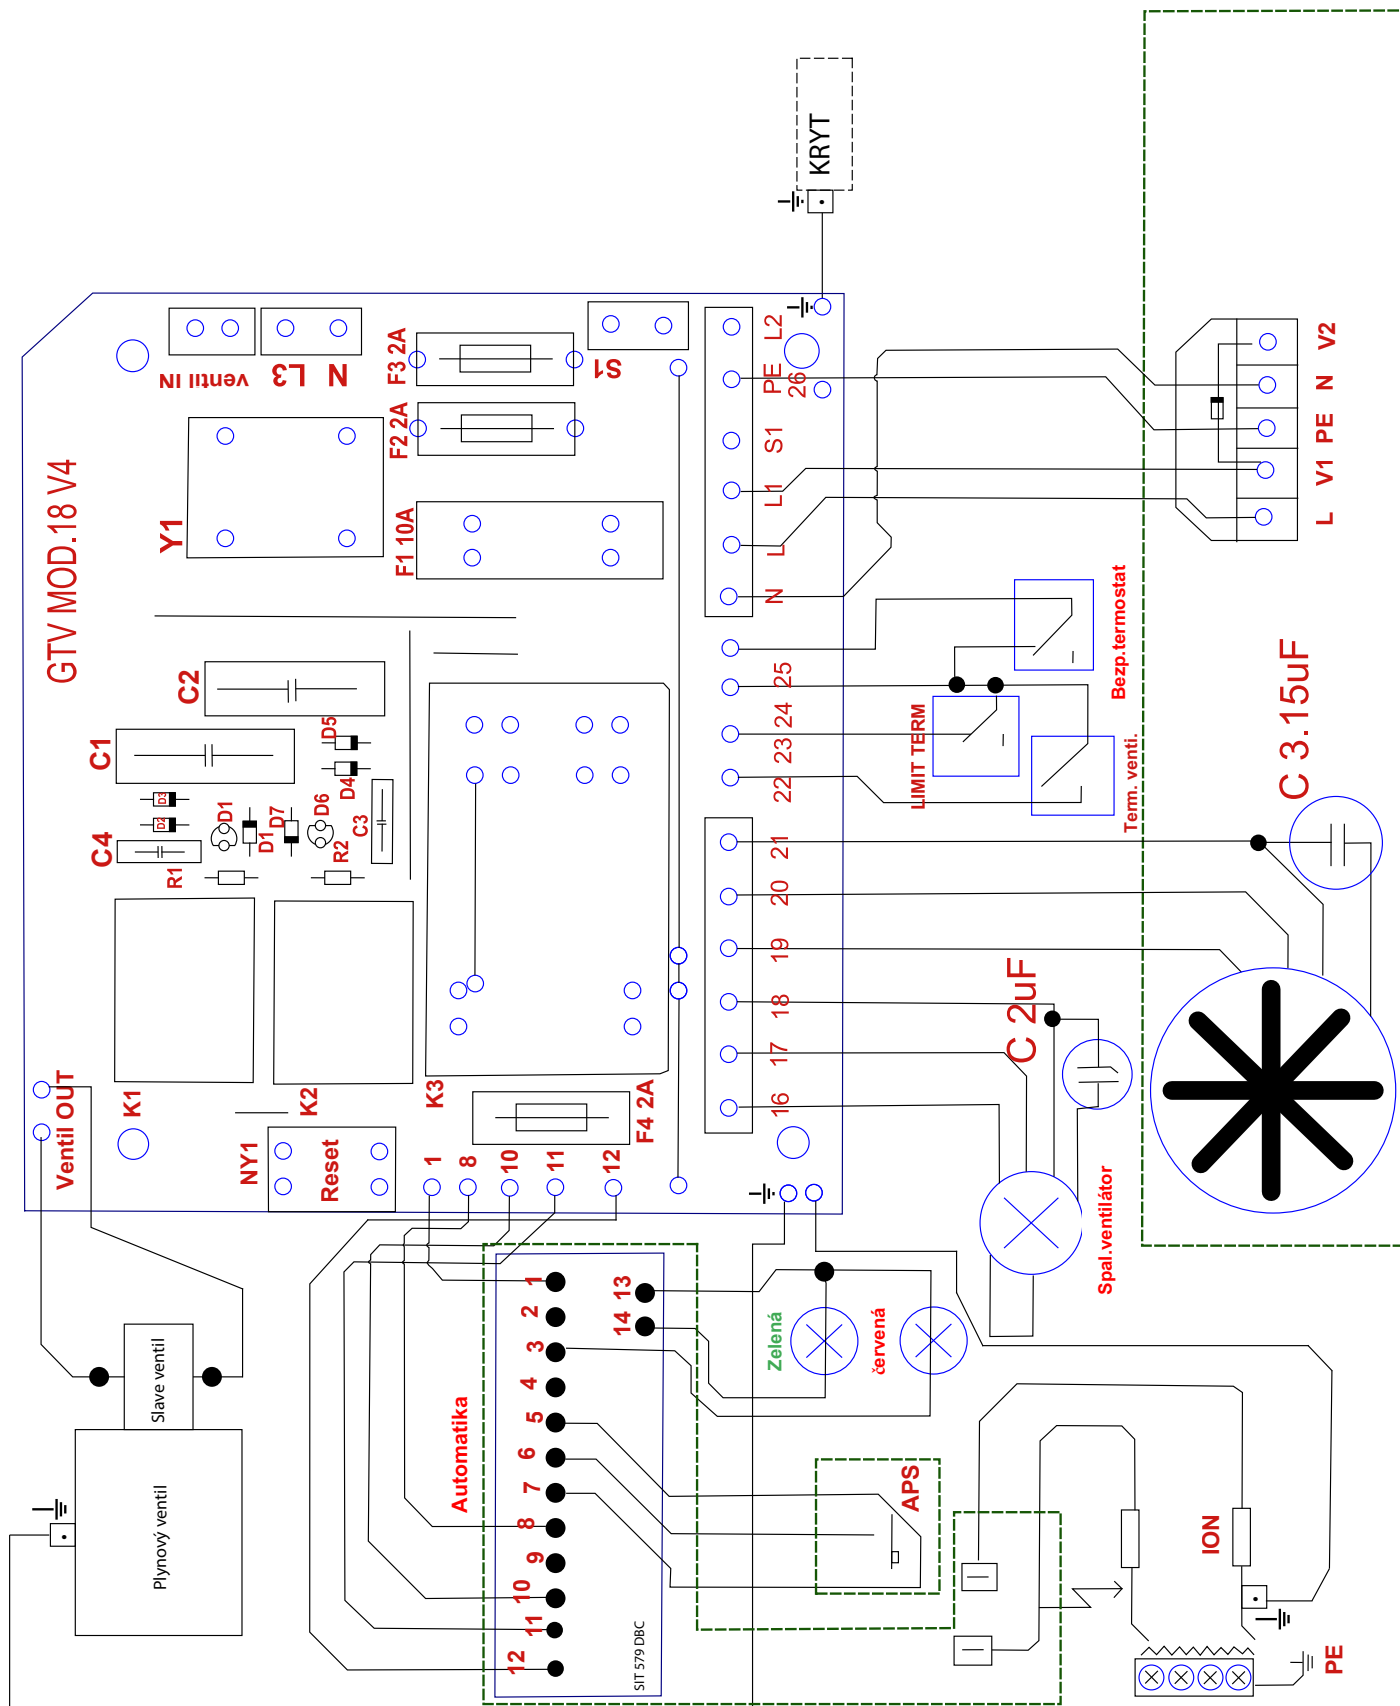 KRYT
GTV MOD.18 V4
ventil IN
L3
N
F3 2A
F2 2A
F1 10A
S1
Y1
C2
C1
C4
D5
D4
D3
D2
D1
D1
D7
D6
C3
R1
R2
K1
K2
K3
F4 2A
Ventil OUT
NY1
Reset
1
8
10
11
12
L2
PE
26
S1
L1
L
N
25
24
23
22
21
20
19
18
17
16
V2
N
PE
V1
L
Bezp.termostat
LIMIT TERM
Term. venti.
C 3.15uF
C 2uF
Spal.ventilátor
Slave ventil
Plynový ventil
Automatika
1
2
3
4
5
6
7
8
9
10
11
12
13
14
SIT 579 DBC
Zelená
červená
APS
ION
PE